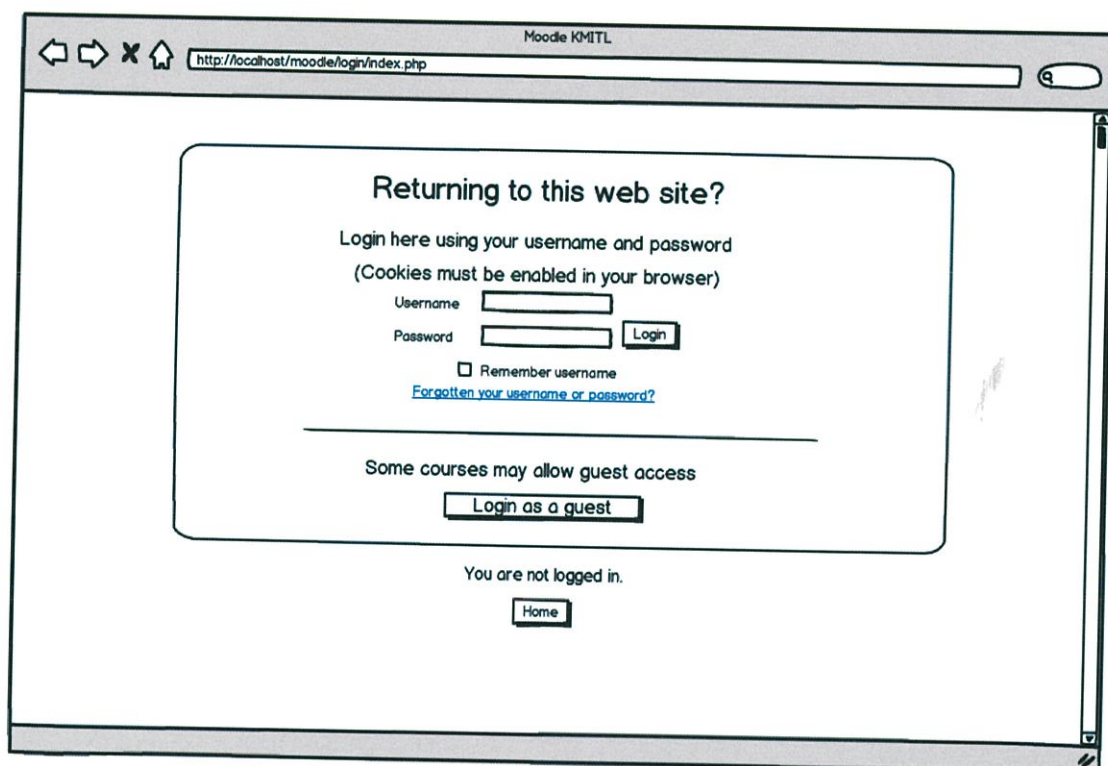 Moodle KMITL
http://localhost/moodle/login/index.php
Returning to this web site?
Login here using your username and password
(Cookies must be enabled in your browser)
Username
Password Login
Remember username
Forgotten your username or password?
Some courses may allow guest access
Login as a guest
You are not logged in.
Home